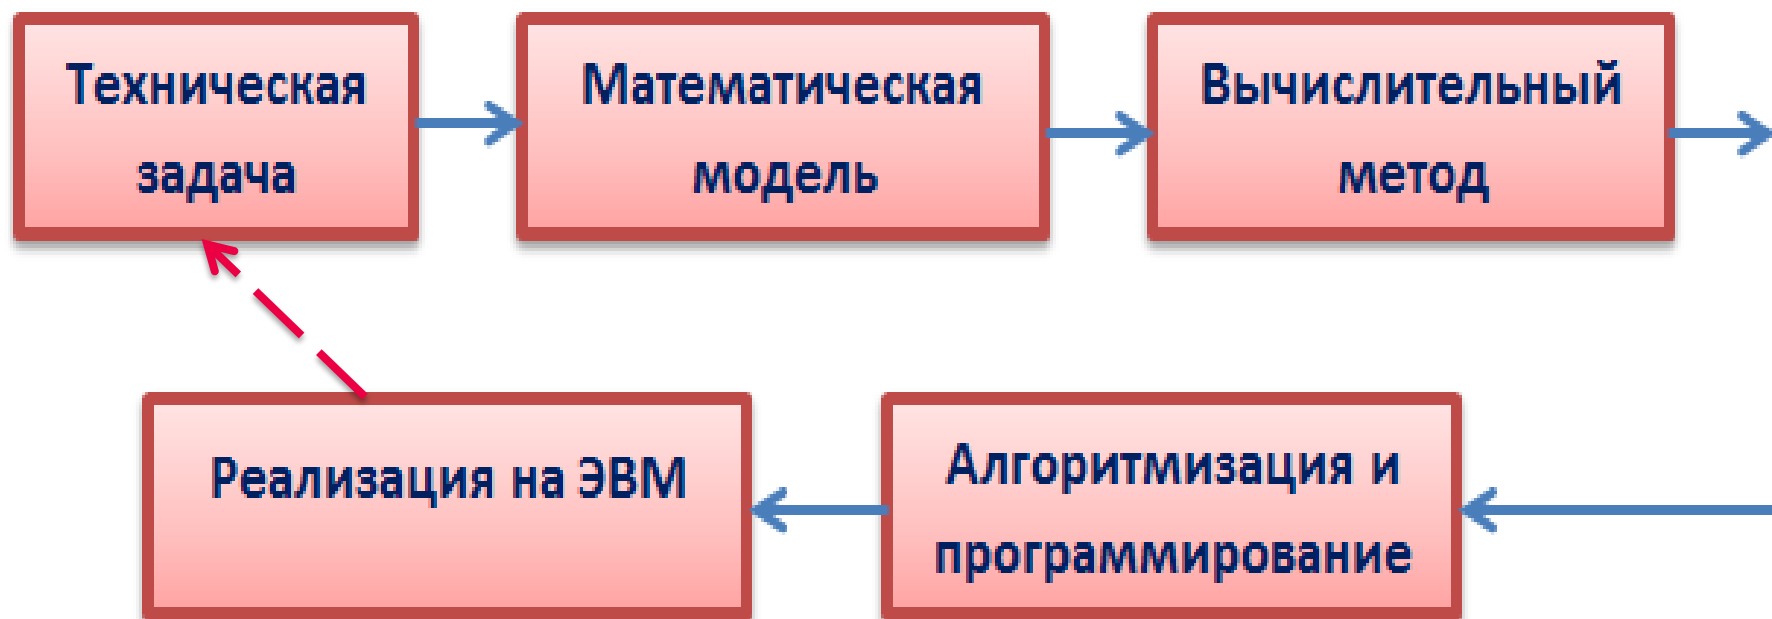 Техническая
задача
Математическая
модель
Вычислительный
метод
Реализация на ЭВМ
Алгоритмизация и
программирование